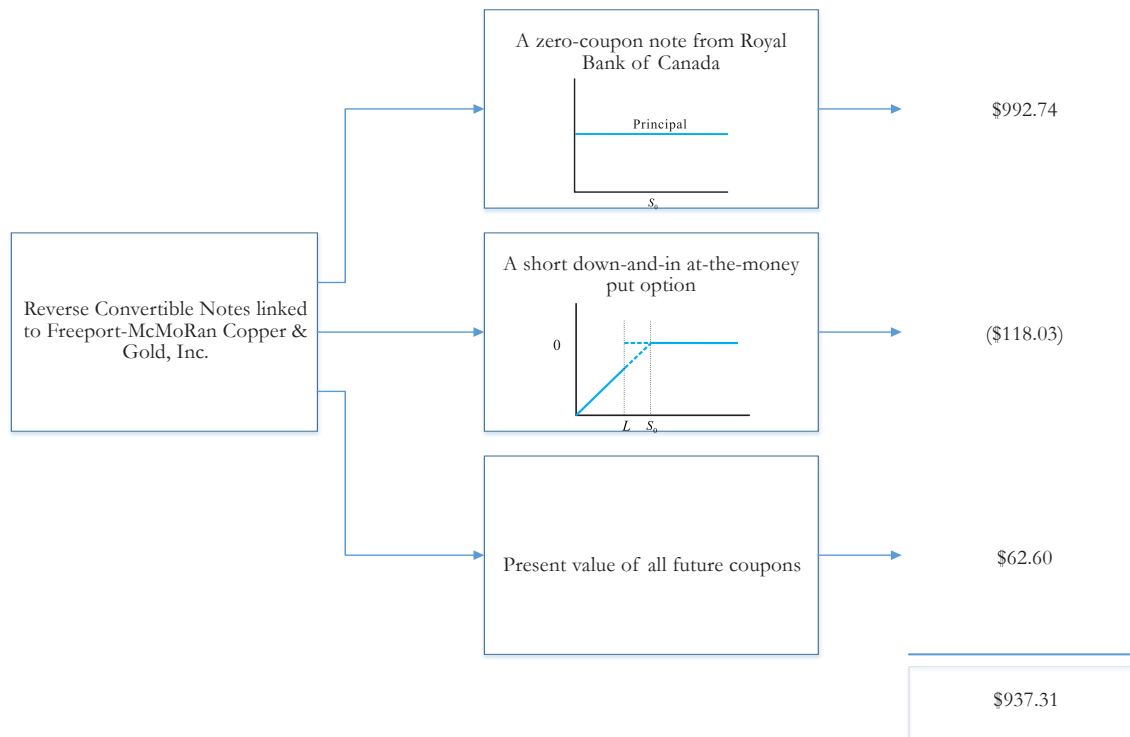 A zero-coupon note from Royal
Bank of Canada
Principal
S₀
$992.74
Reverse Convertible Notes linked
to Freeport-McMoRan Copper &
Gold, Inc.
A short down-and-in at-the-money
put option
0
L S₀
($118.03)
Present value of all future coupons
$62.60
$937.31